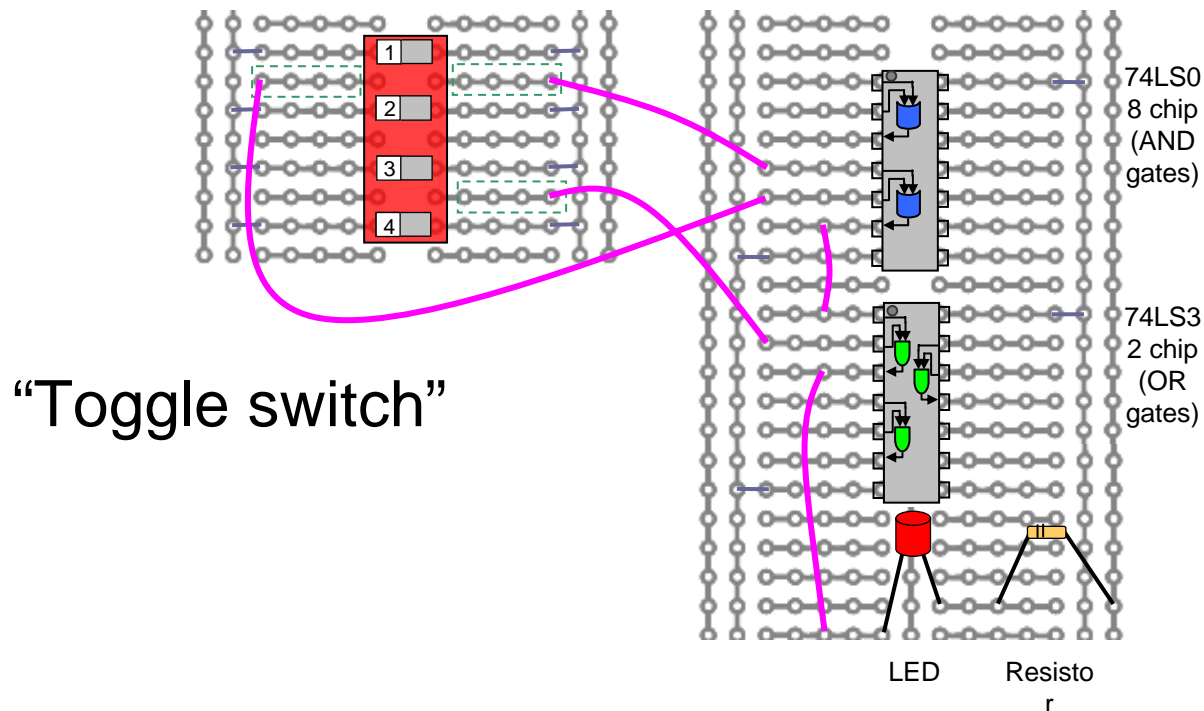 1
2
3
4
74LS0
8 chip
(AND
gates)
74LS3
2 chip
(OR
gates)
“Toggle switch”
LED
Resisto
r